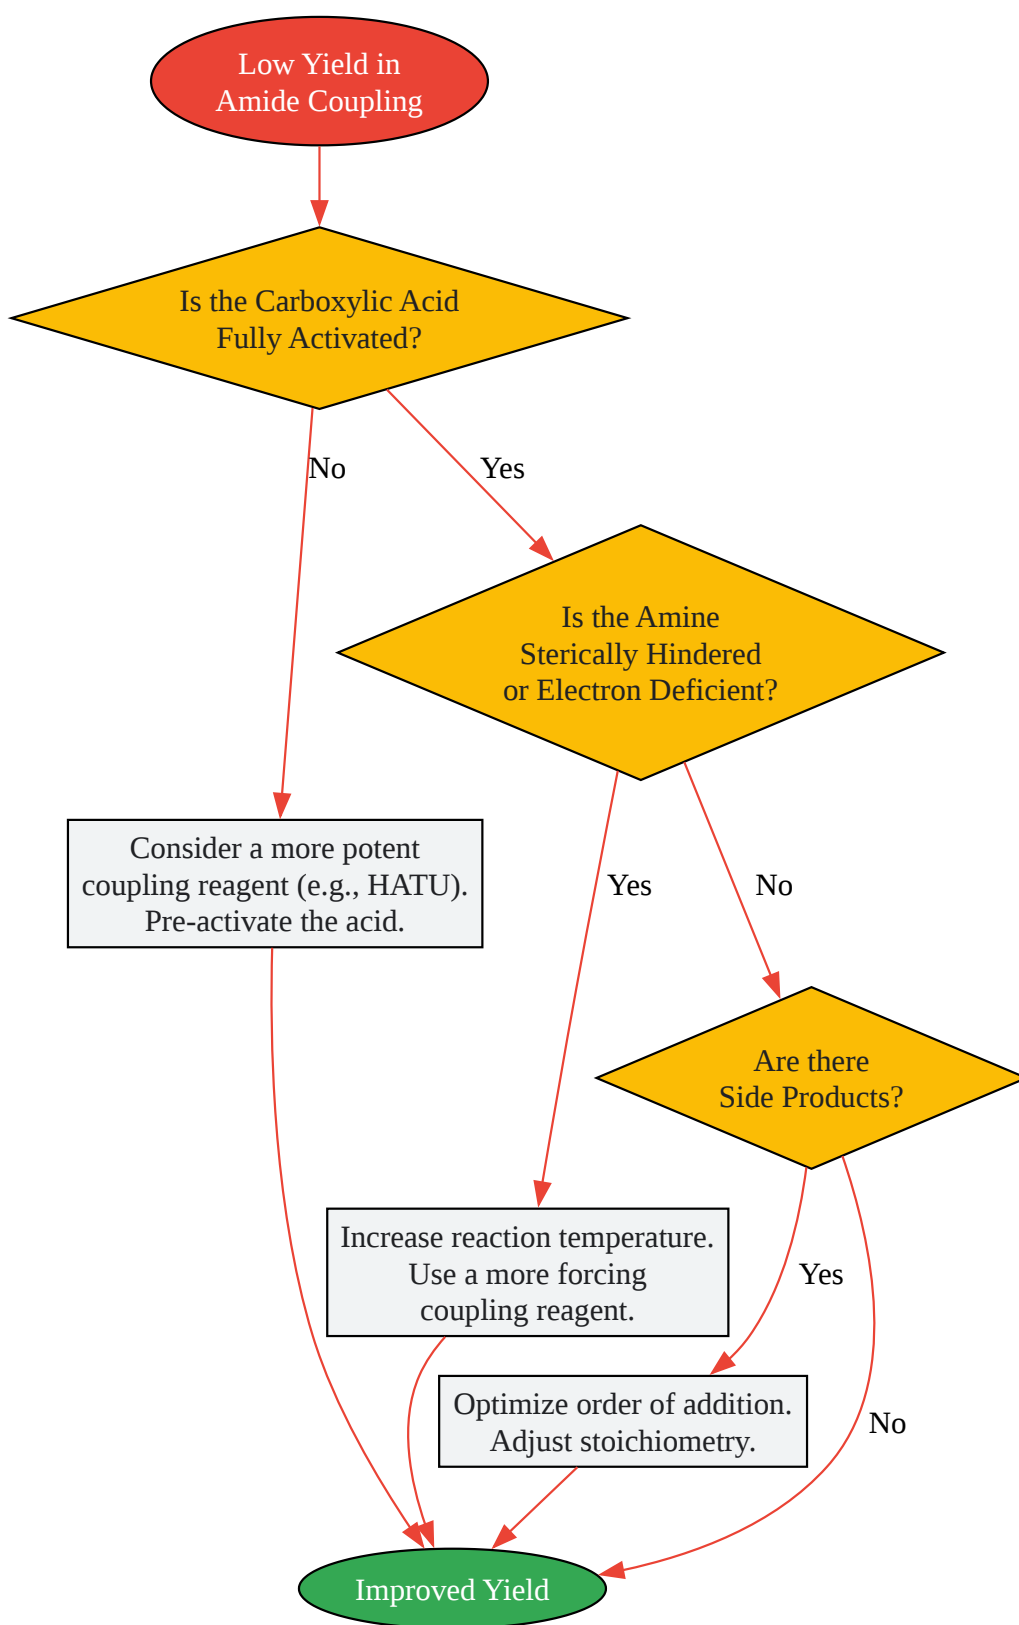 Low Yield in
Amide Coupling
Is the Carboxylic Acid
Fully Activated?
No
Yes
Is the Amine
Sterically Hindered
or Electron Deficient?
Consider a more potent
coupling reagent (e.g., HATU).
Pre-activate the acid.
Yes
No
Are there
Side Products?
Increase reaction temperature.
Use a more forcing
coupling reagent.
Yes
Optimize order of addition.
Adjust stoichiometry.
No
Improved Yield